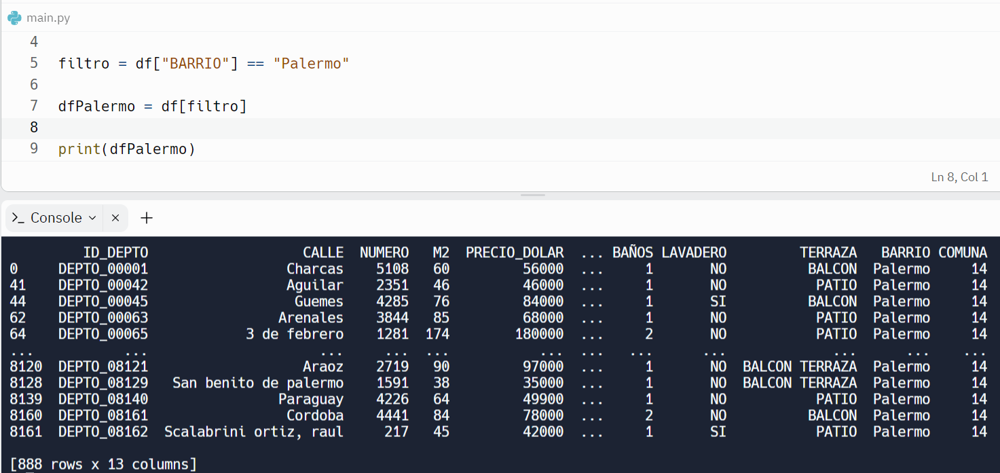 main.py
4
5 filtro = df["BARRIO"] == "Palermo"
6
7 dfPalermo = df[filtro]
8
9 print(dfPalermo)
Ln 8, Col 1
>_ Console × +
ID_DEPTO CALLE NUMERO M2 PRECIO_DOLAR ... BAÑOS LAVADERO TERRAZA BARRIO COMUNA
0 DEPTO_00001 Charcas 5108 60 56000 ... 1 NO BALCON Palermo 14
41 DEPTO_00042 Aguilar 2351 46 46000 ... 1 NO PATIO Palermo 14
44 DEPTO_00045 Guemes 4285 76 84000 ... 1 SI BALCON Palermo 14
62 DEPTO_00063 Arenales 3844 85 68000 ... 1 NO PATIO Palermo 14
64 DEPTO_00065 3 de febrero 1281 174 180000 ... 2 NO PATIO Palermo 14
... ... ... ... ... ... ... ... ... ... ... ...
8120 DEPTO_08121 Araoz 2719 90 97000 ... 1 NO BALCON TERRAZA Palermo 14
8128 DEPTO_08129 San benito de palermo 1591 38 35000 ... 1 NO BALCON TERRAZA Palermo 14
8139 DEPTO_08140 Paraguay 4226 64 49900 ... 1 NO PATIO Palermo 14
8160 DEPTO_08161 Cordoba 4441 84 78000 ... 2 NO BALCON Palermo 14
8161 DEPTO_08162 Scalabrini ortiz, raul 217 45 42000 ... 1 SI PATIO Palermo 14
[888 rows x 13 columns]